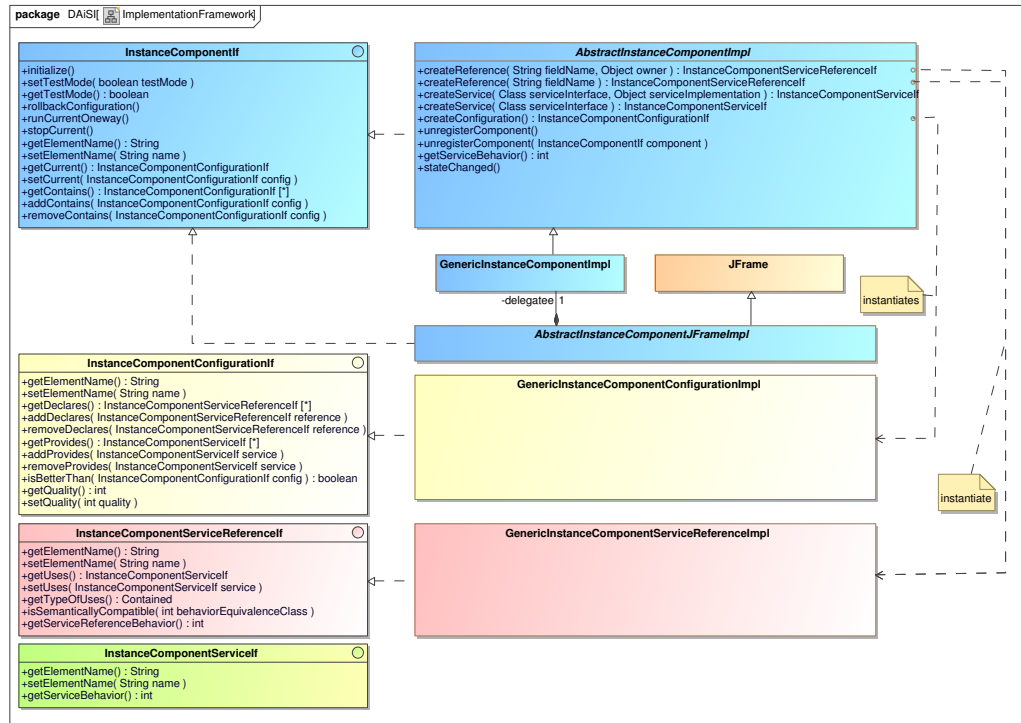 package DAiSI[ ImplementationFramework]
InstanceComponentIf
+initialize()
+setTestMode( boolean testMode )
+getTestMode() : boolean
+rollbackConfiguration()
+runCurrentOneway()
+stopCurrent()
+getElementName() : String
+setElementName( String name )
+getCurrent() : InstanceComponentConfigurationIf
+setCurrent( InstanceComponentConfigurationIf config )
+getContains() : InstanceComponentConfigurationIf [*]
+addContains( InstanceComponentConfigurationIf config )
+removeContains( InstanceComponentConfigurationIf config )
AbstractInstanceComponentImpl
+createReference( String fieldName, Object owner ) : InstanceComponentServiceReferenceIf
+createReference( String fieldName ) : InstanceComponentServiceReferenceIf
+createService( Class serviceInterface, Object serviceImplementation ) : InstanceComponentServiceIf
+createService( Class serviceInterface ) : InstanceComponentServiceIf
+createConfiguration() : InstanceComponentConfigurationIf
+unregisterComponent()
+unregisterComponent( InstanceComponentIf component )
+getServiceBehavior() : int
+stateChanged()
GenericInstanceComponentImpl
JFrame
-delegatee 1
instantiates
AbstractInstanceComponentJFrameImpl
InstanceComponentConfigurationIf
+getElementName() : String
+setElementName( String name )
+getDeclares() : InstanceComponentServiceReferenceIf [*]
+addDeclares( InstanceComponentServiceReferenceIf reference )
+removeDeclares( InstanceComponentServiceReferenceIf reference )
+getProvides() : InstanceComponentServiceIf [*]
+addProvides( InstanceComponentServiceIf service )
+removeProvides( InstanceComponentServiceIf service )
+isBetterThan( InstanceComponentConfigurationIf config ) : boolean
+getQuality() : int
+setQuality( int quality )
GenericInstanceComponentConfigurationImpl
instantiate
InstanceComponentServiceReferenceIf
+getElementName() : String
+setElementName( String name )
+getUses() : InstanceComponentServiceIf
+setUses( InstanceComponentServiceIf service )
+getTypeOfUses() : Contained
+isSemanticallyCompatible( int behaviorEquivalenceClass )
+getServiceReferenceBehavior() : int
GenericInstanceComponentServiceReferenceImpl
InstanceComponentServiceIf
+getElementName() : String
+setElementName( String name )
+getServiceBehavior() : int